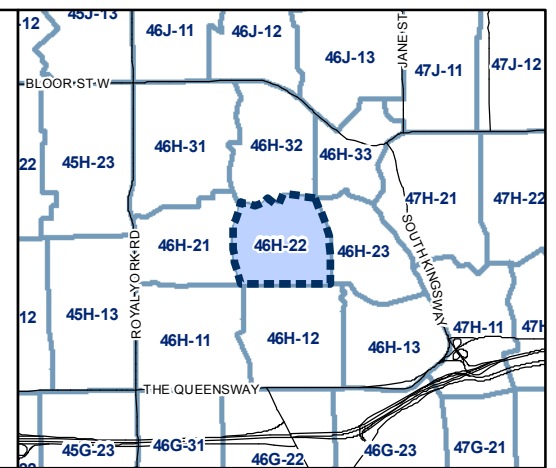 -12
45J-13
46J-11
46J-12
46J-13
JANE ST
47J-11
47J-12
BLOOR ST W
22
45H-23
46H-31
46H-32
46H-33
47H-21
47H-22
46H-21
46H-22
46H-23
ROYAL YORK RD
SOUTH KINGSWAY
12
45H-13
46H-11
46H-12
46H-13
47H-11
47H
THE QUEENSWAY
45G-23
46G-31
46G-22
46G-23
47G-21